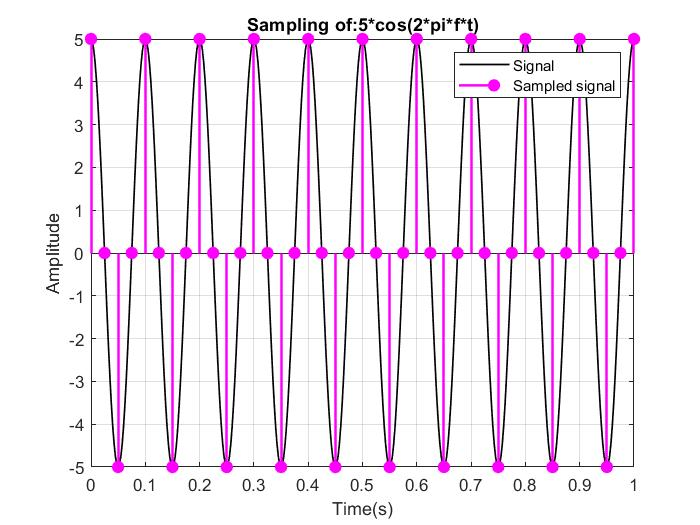 Sampling of:5*cos(2*pi*f*t)
Signal
Sampled signal
5
4
3
2
1
0
-1
-2
-3
-4
-5
Amplitude
0 0.1 0.2 0.3 0.4 0.5 0.6 0.7 0.8 0.9 1
Time(s)